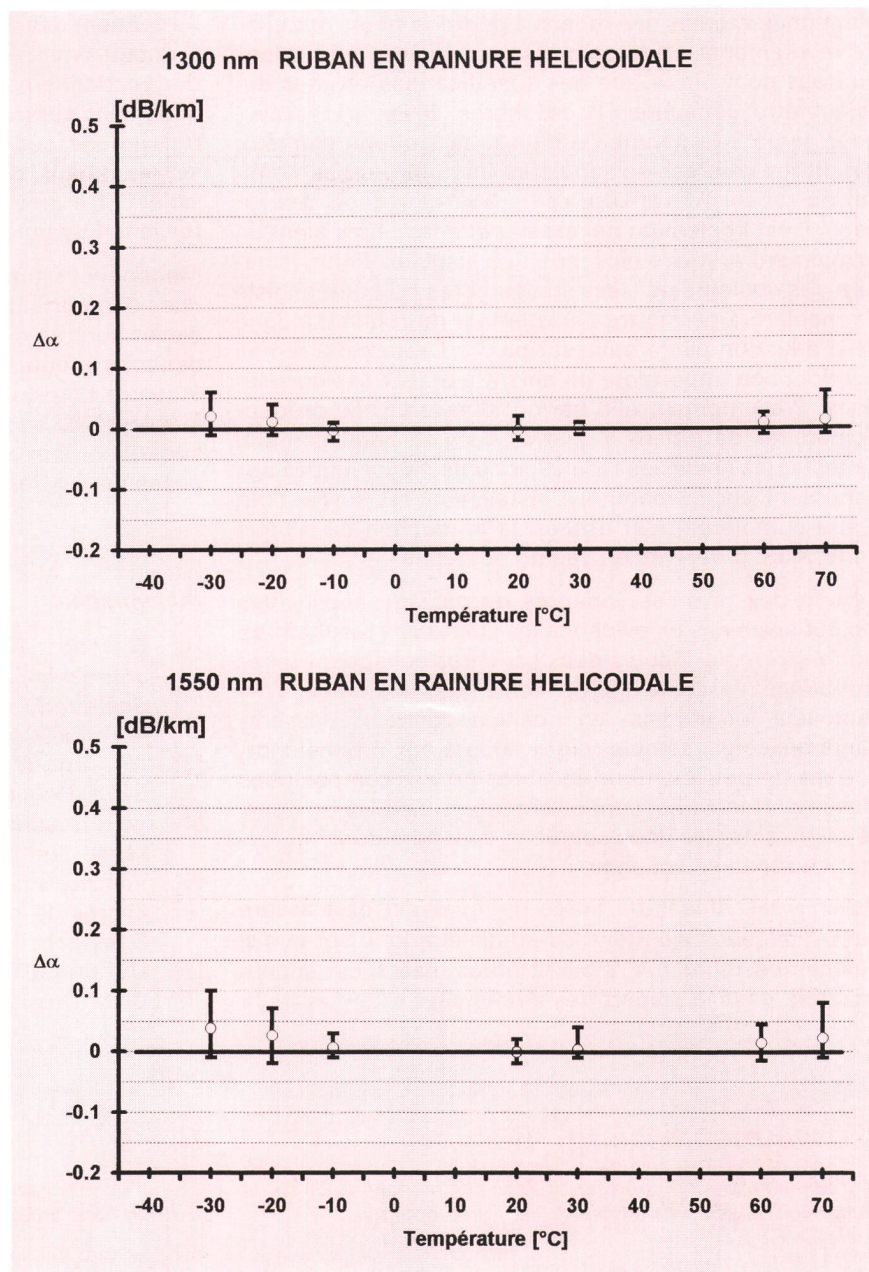 1300 nm RUBAN EN RAINURE HELICOIDALE
[dB/km]
0.5
0.4
0.3
0.2
Δα
0.1
0
-0.1
-0.2
-40 -30 -20 -10 0 20 30 40 50 60 70
Température [°C]
1550 nm RUBAN EN RAINURE HELICOIDALE
[dB/km]
0.5
0.4
0.3
0.2
Δα
0.1
0
-0.1
-0.2
-40 -30 -20 -10 0 20 30 40 50 60 70
Température [°C]